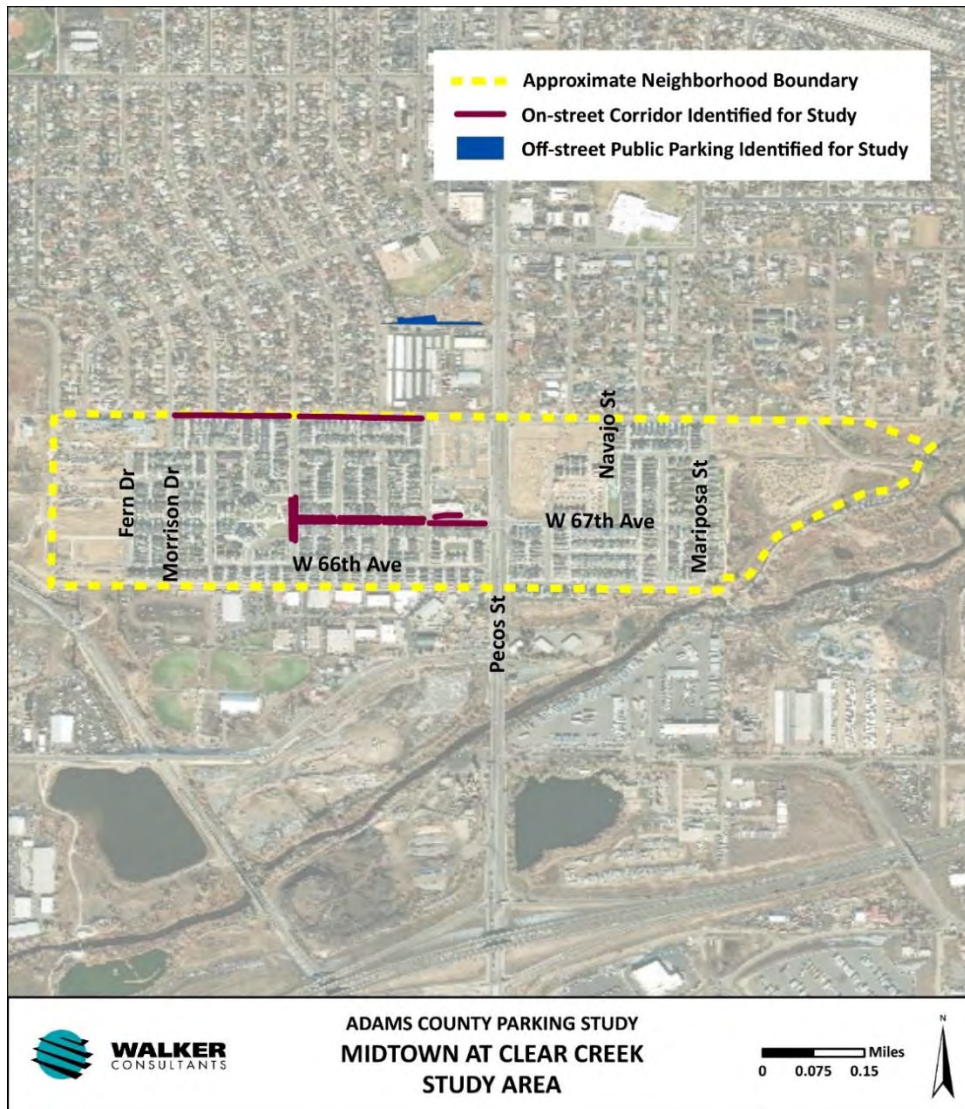 Approximate Neighborhood Boundary
On-street Corridor Identified for Study
Off-street Public Parking Identified for Study
Navajo St
Fern Dr
Morrison Dr
Mariposa St
W 67th Ave
W 66th Ave
Pecos St
WALKER
CONSULTANTS
ADAMS COUNTY PARKING STUDY
MIDTOWN AT CLEAR CREEK
STUDY AREA
Miles
0 0.075 0.15
N